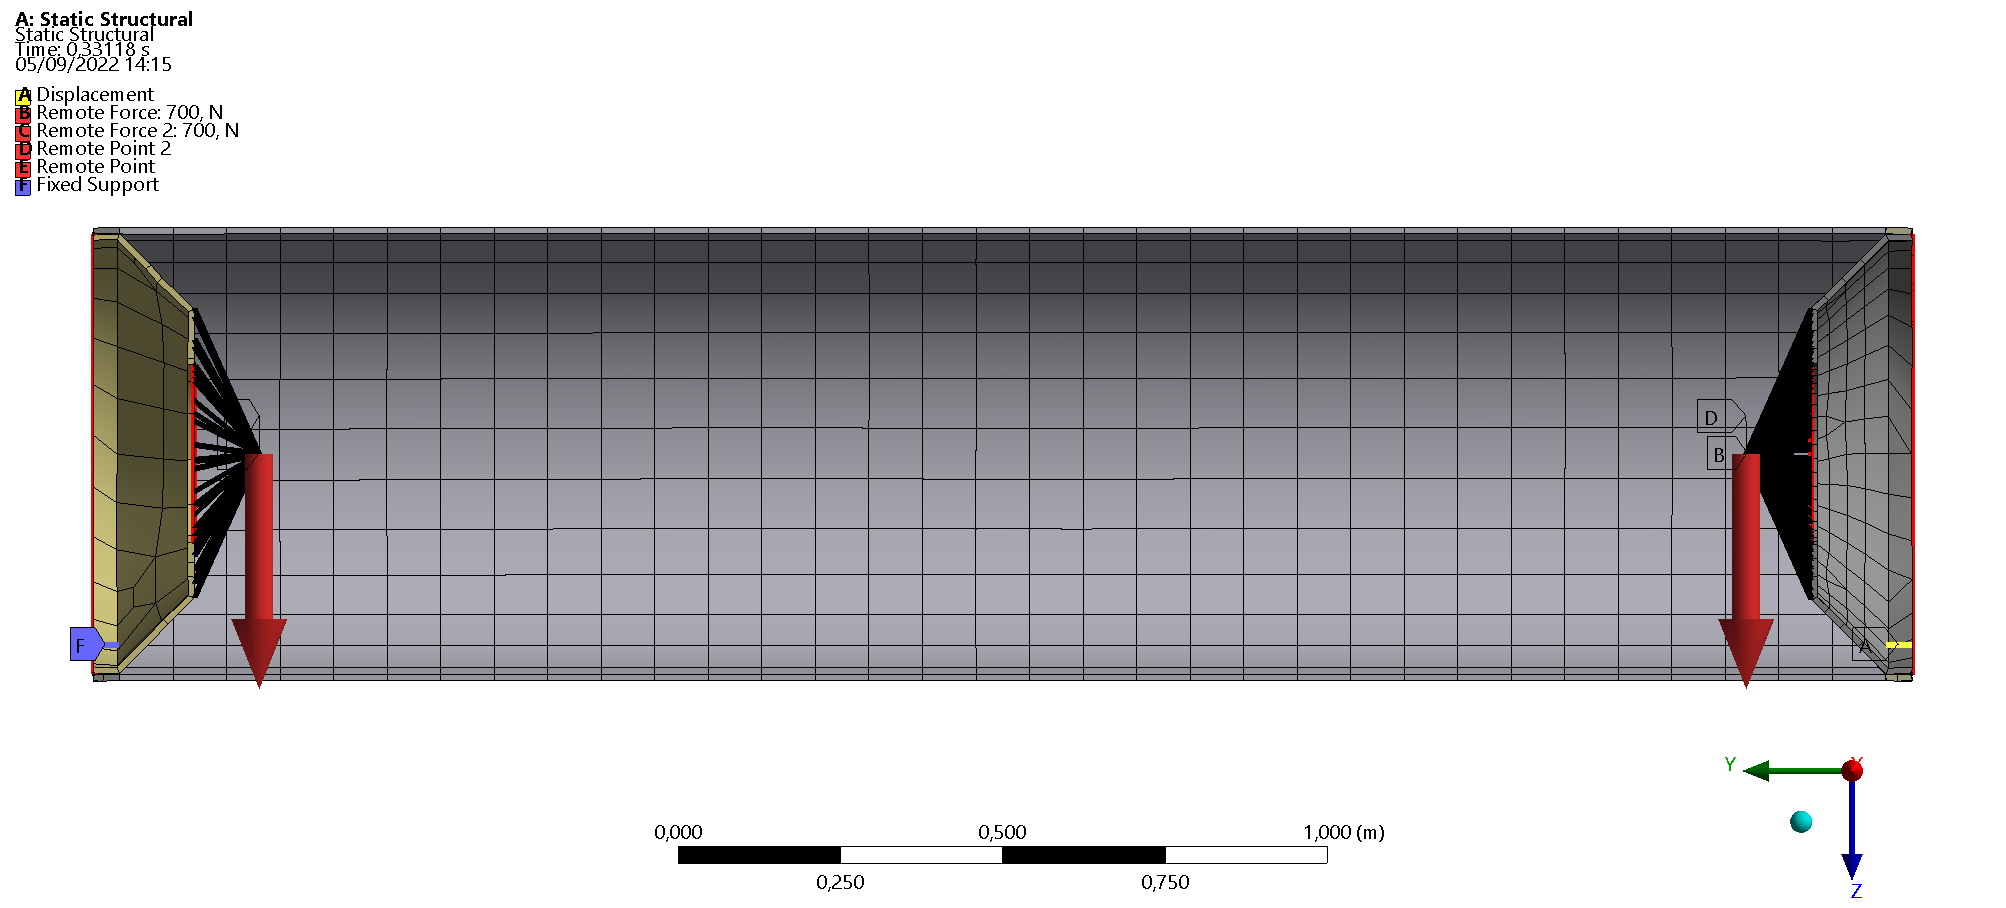 A: Static Structural
Static Structural
Time: 0,33118 s
05/09/2022 14:15
A Displacement
B Remote Force: 700, N
C Remote Force 2: 700, N
D Remote Point 2
E Remote Point
F Fixed Support
D
B
F
A
Y
X
Z
0,000
0,500
1,000 (m)
0,250
0,750